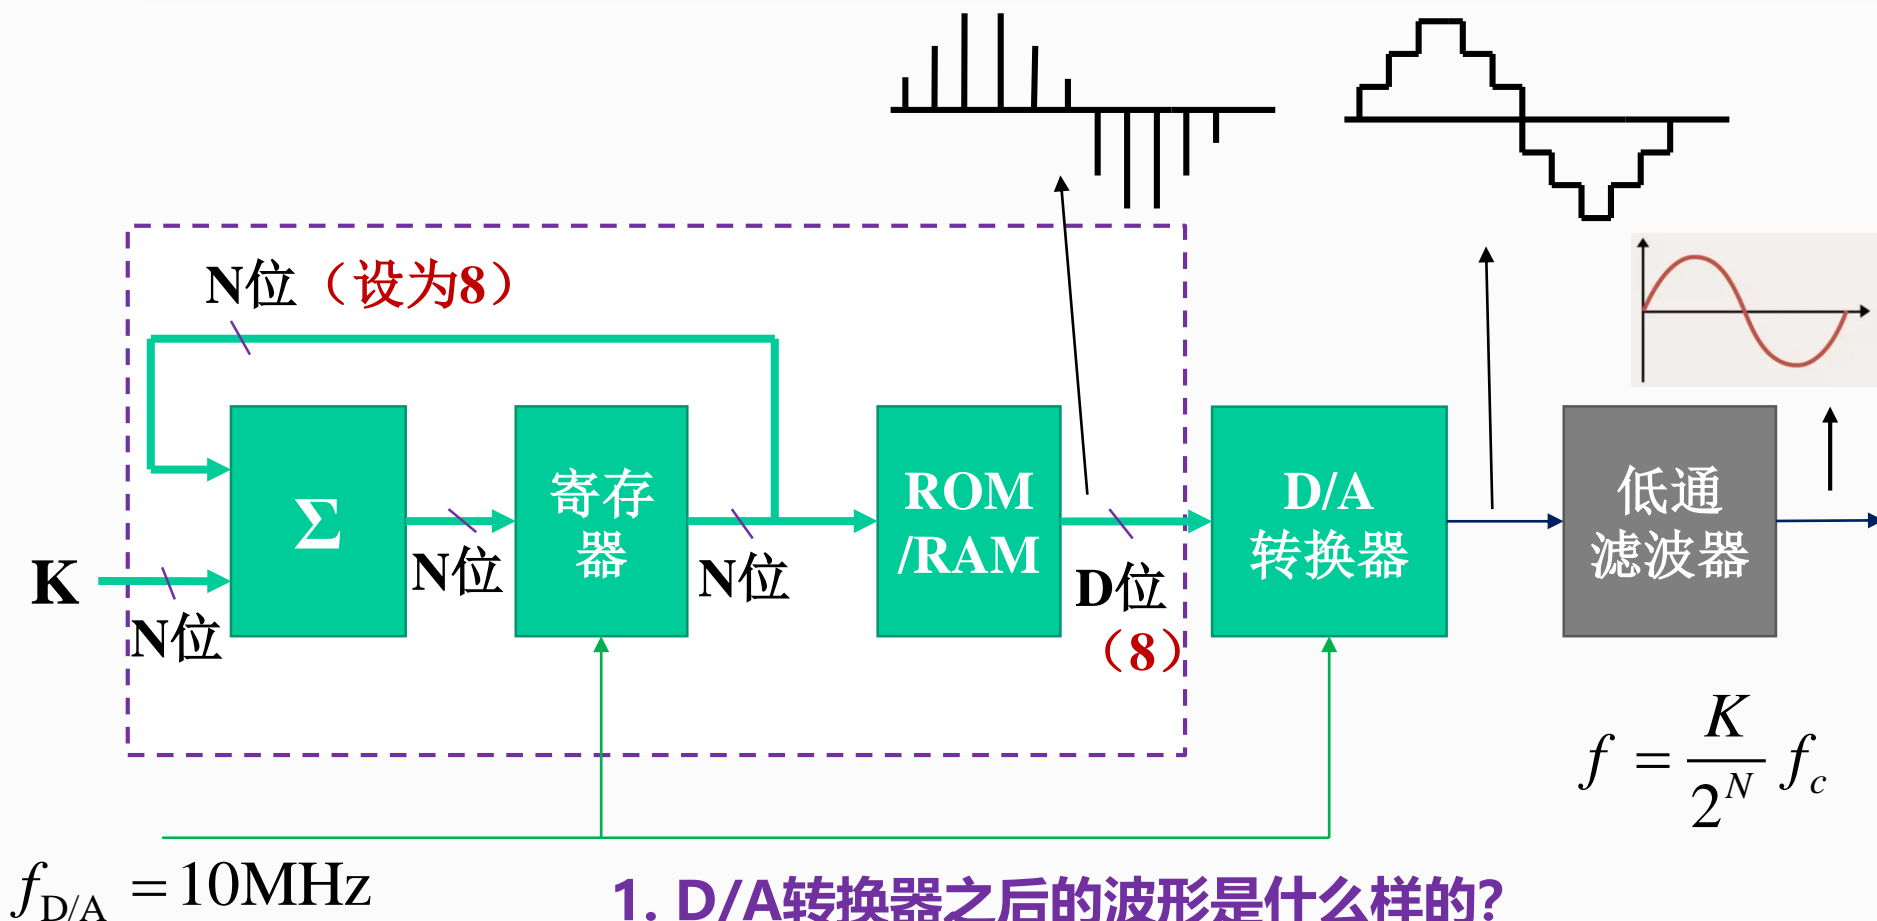 N位（设为8）
Σ
寄存
器
ROM
/RAM
D/A
转换器
低通
滤波器
K
N位
N位
N位
D位
（8）
f = K/2^N f_c
f_D/A = 10MHz
1. D/A转换器之后的波形是什么样的?